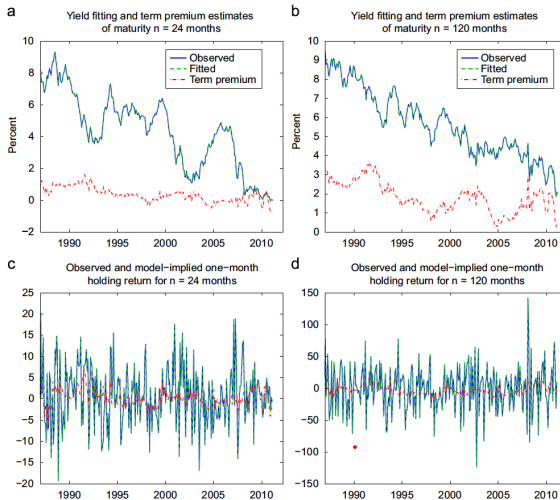 a
Yield fitting and term premium estimates
of maturity n = 24 months
10
8
6
4
2
0
−2
Percent
Observed
Fitted
Term premium
1990
1995
2000
2005
2010
b
Yield fitting and term premium estimates
of maturity n = 120 months
9
8
7
6
5
4
3
2
1
0
Percent
Observed
Fitted
Term premium
1990
1995
2000
2005
2010
c
Observed and model−implied one−month
holding return for n = 24 months
25
20
15
10
5
0
−5
−10
−15
−20
1990
1995
2000
2005
2010
d
Observed and model−implied one−month
holding return for n = 120 months
150
100
50
0
−50
−100
−150
1990
1995
2000
2005
2010